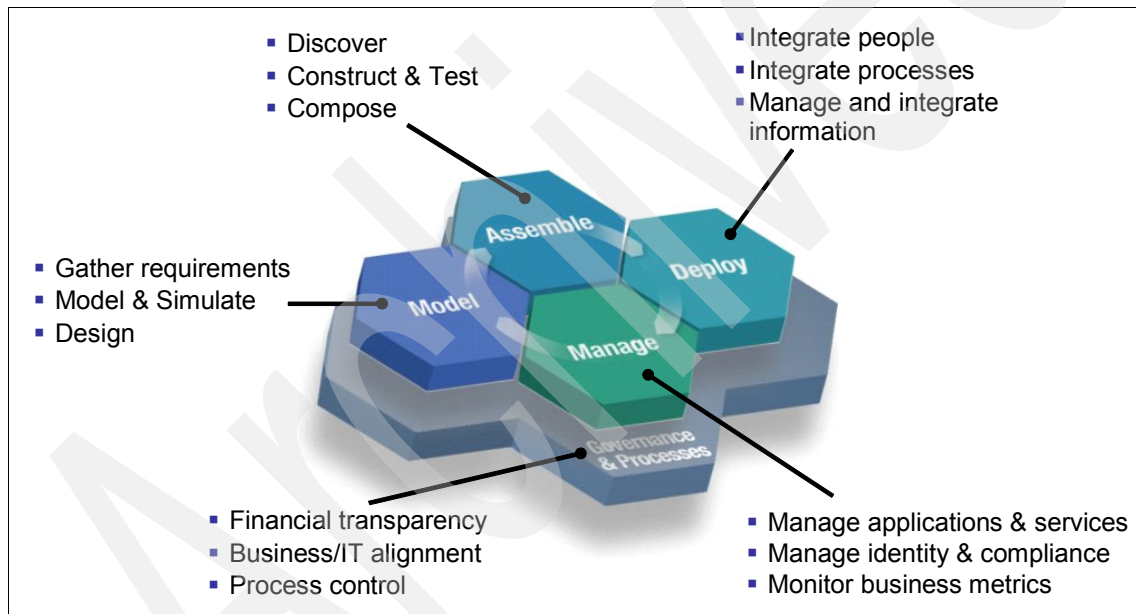 Discover
Construct & Test
Compose
Integrate people
Integrate processes
Manage and integrate
information
Assemble
Deploy
Gather requirements
Model & Simulate
Design
Model
Manage
Governance
& Processes
Financial transparency
Business/IT alignment
Process control
Manage applications & services
Manage identity & compliance
Monitor business metrics